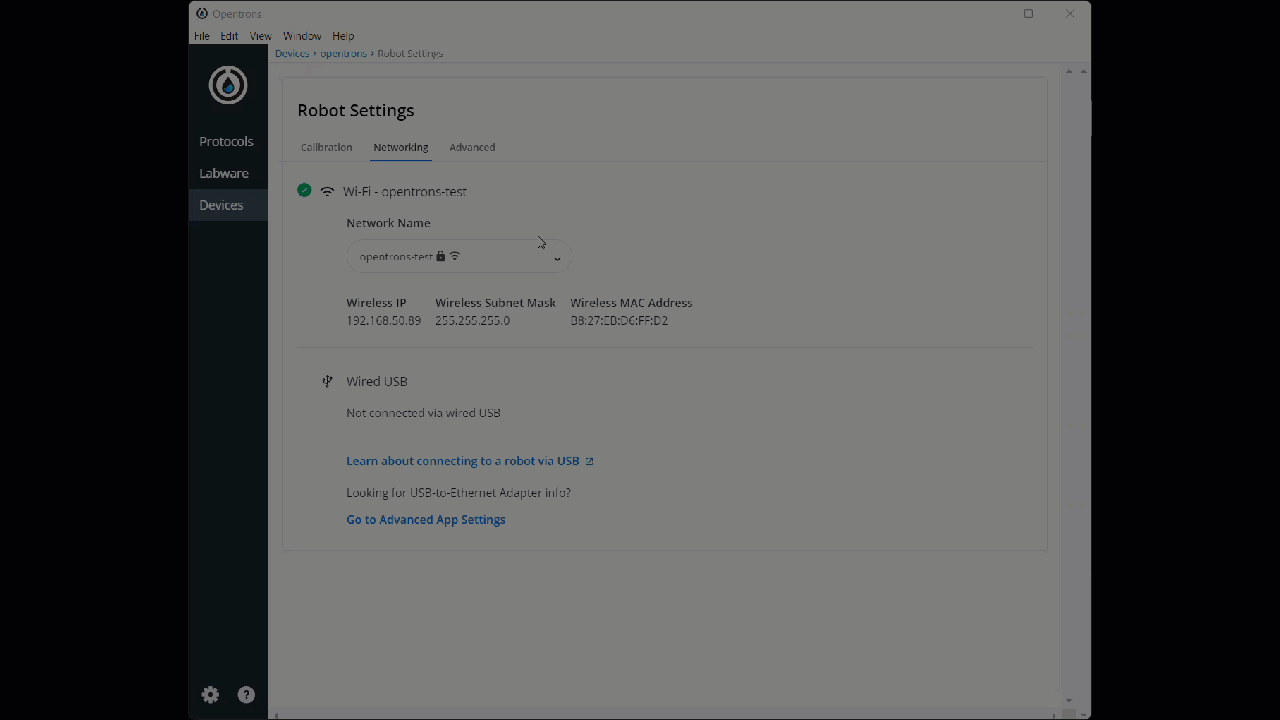 Opentrons
File Edit View Window Help
Devices › opentrons › Robot Settings
Protocols
Labware
Devices
Robot Settings
Calibration Networking Advanced
Wi-Fi - opentrons-test
Network Name
opentrons-test
Wireless IP Wireless Subnet Mask Wireless MAC Address
192.168.50.89 255.255.255.0 B8:27:EB:D6:FF:D2
Wired USB
Not connected via wired USB
Learn about connecting to a robot via USB
Looking for USB-to-Ethernet Adapter info?
Go to Advanced App Settings